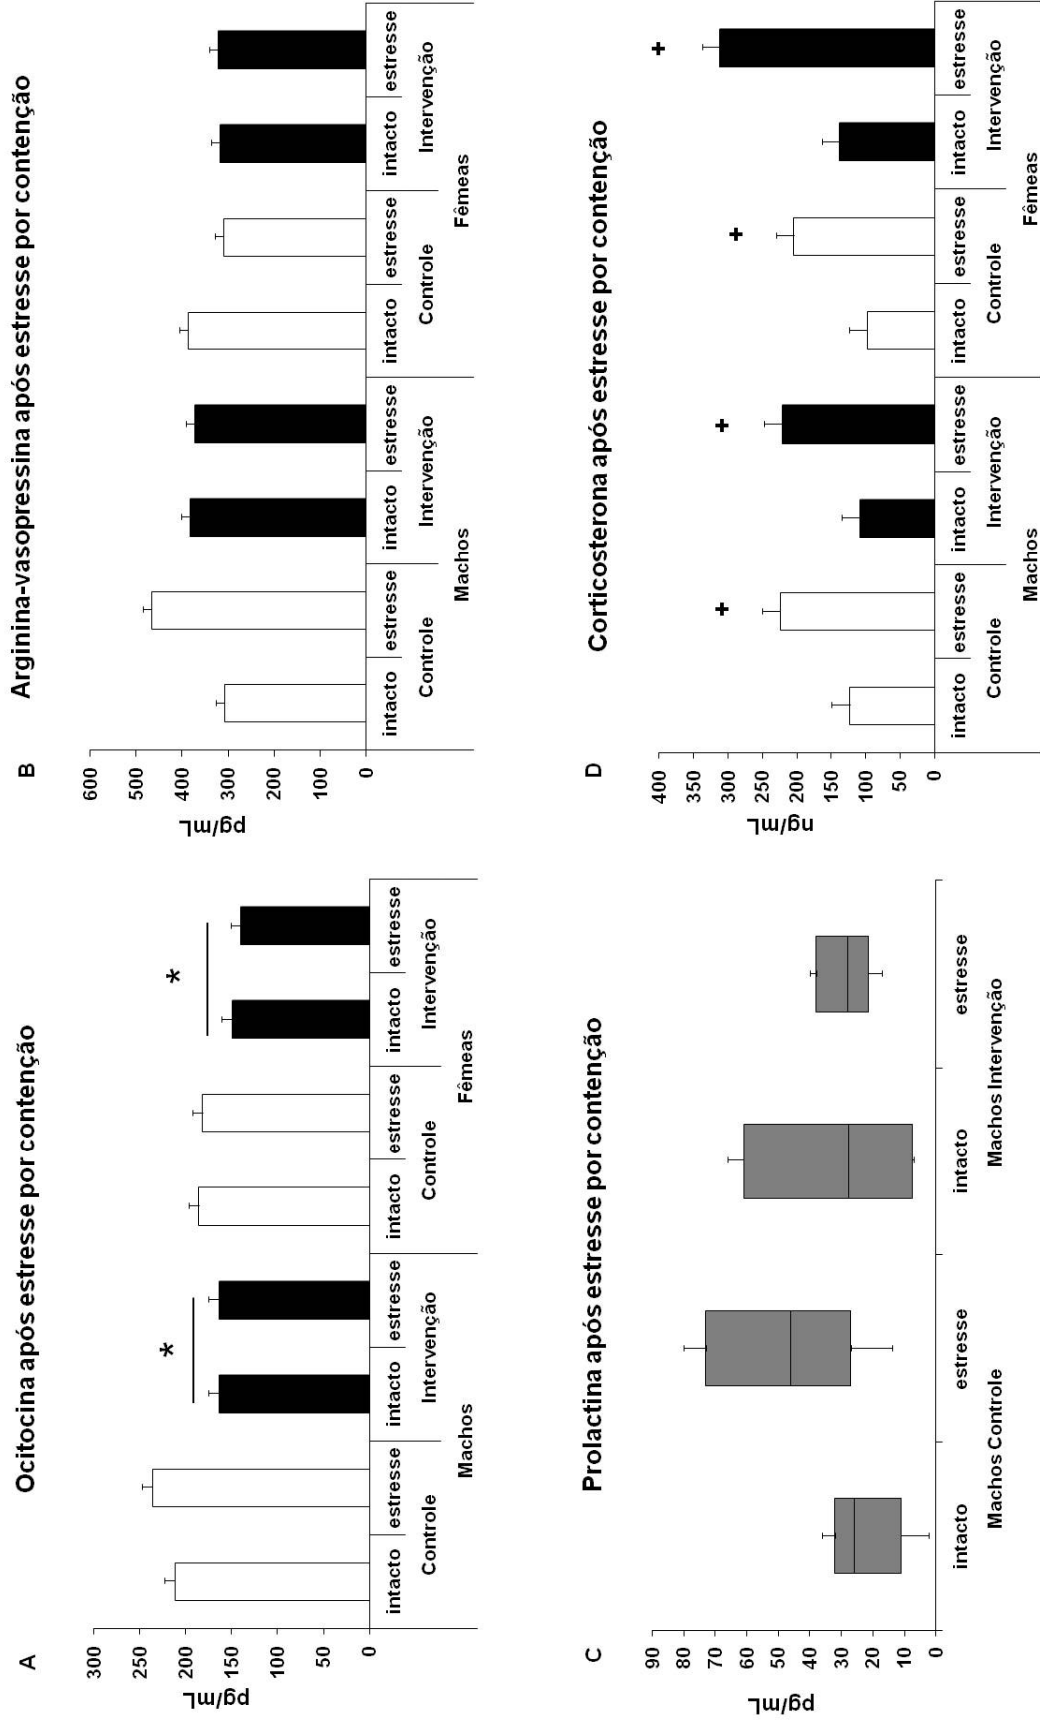 A
Ocitocina após estresse por contenção
pg/mL
300
250
200
150
100
50
0
*
*
intacto estresse intacto estresse intacto estresse intacto estresse
Controle Intervenção Controle Intervenção
Machos Fêmeas
B
Arginina-vasopressina após estresse por contenção
pg/mL
600
500
400
300
200
100
0
intacto estresse intacto estresse intacto estresse intacto estresse
Controle Intervenção Controle Intervenção
Machos Fêmeas
C
Prolactina após estresse por contenção
pg/mL
90
80
70
60
50
40
30
20
10
0
intacto estresse intacto estresse
Machos Controle Machos Intervenção
D
Corticosterona após estresse por contenção
ng/mL
400
350
300
250
200
150
100
50
0
+
+
+
+
intacto estresse intacto estresse intacto estresse intacto estresse
Controle Intervenção Controle Intervenção
Machos Fêmeas